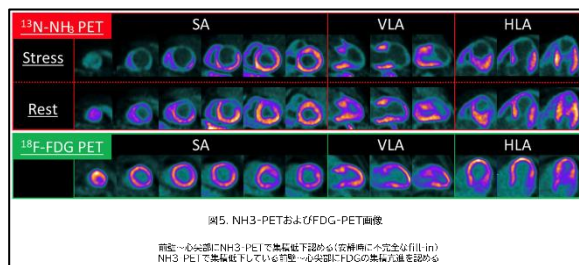 ¹³N-NH₃ PET SA VLA HLA
Stress
Rest
¹⁸F-FDG PET SA VLA HLA
図5. NH3-PETおよびFDG-PET画像
前壁~心尖部にNH3-PETで集積低下認める(安静時に不完全なfill-in)
NH3-PETで集積低下している前壁~心尖部にFDGの集積亢進を認める